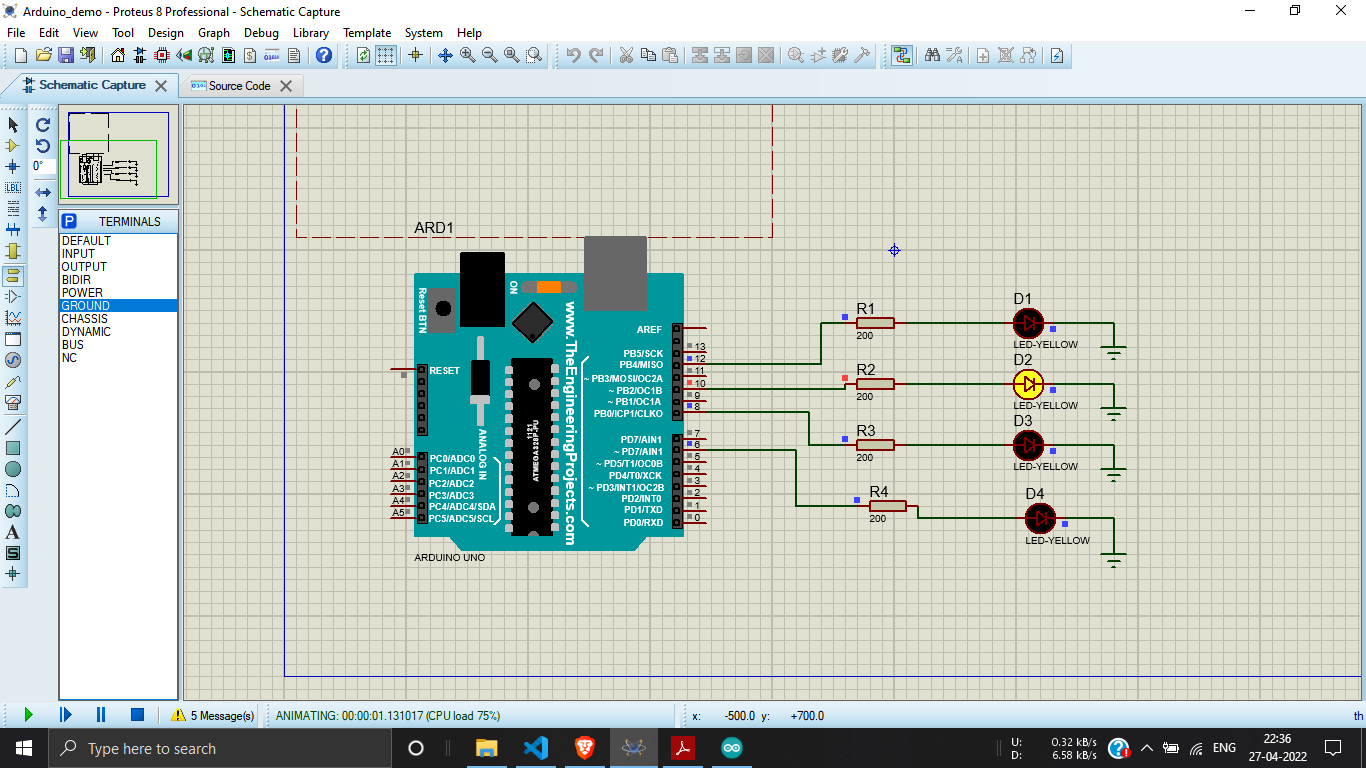 Arduino_demo - Proteus 8 Professional - Schematic Capture
File Edit View Tool Design Graph Debug Library Template System Help
Schematic Capture
Source Code
0°
LBL
A
S
P TERMINALS
DEFAULT
INPUT
OUTPUT
BIDIR
POWER
GROUND
CHASSIS
DYNAMIC
BUS
NC
ARD1
Reset BTN
ON
www.TheEngineeringProjects.com
RESET
ANALOG IN
1121
ATMEGA328P-PU
A0 PC0/ADC0
A1 PC1/ADC1
A2 PC2/ADC2
A3 PC3/ADC3
A4 PC4/ADC4/SDA
A5 PC5/ADC5/SCL
AREF
PB5/SCK 13
PB4/MISO 12
~ PB3/MOSI/OC2A 11
~ PB2/OC1B 10
~ PB1/OC1A 9
PB0/ICP1/CLKO 8
PD7/AIN1 7
~ PD7/AIN1 6
~ PD5/T1/OC0B 5
PD4/T0/XCK 4
~ PD3/INT1/OC2B 3
PD2/INT0 2
PD1/TXD 1
PD0/RXD 0
ARDUINO UNO
R1
200
D1
LED-YELLOW
R2
200
D2
LED-YELLOW
R3
200
D3
LED-YELLOW
R4
200
D4
LED-YELLOW
5 Message(s)
ANIMATING: 00:00:01.131017 (CPU load 75%)
x: -500.0 y: +700.0 th
Type here to search
U: 0.32 kB/s
D: 6.58 kB/s
ENG
22:36
27-04-2022